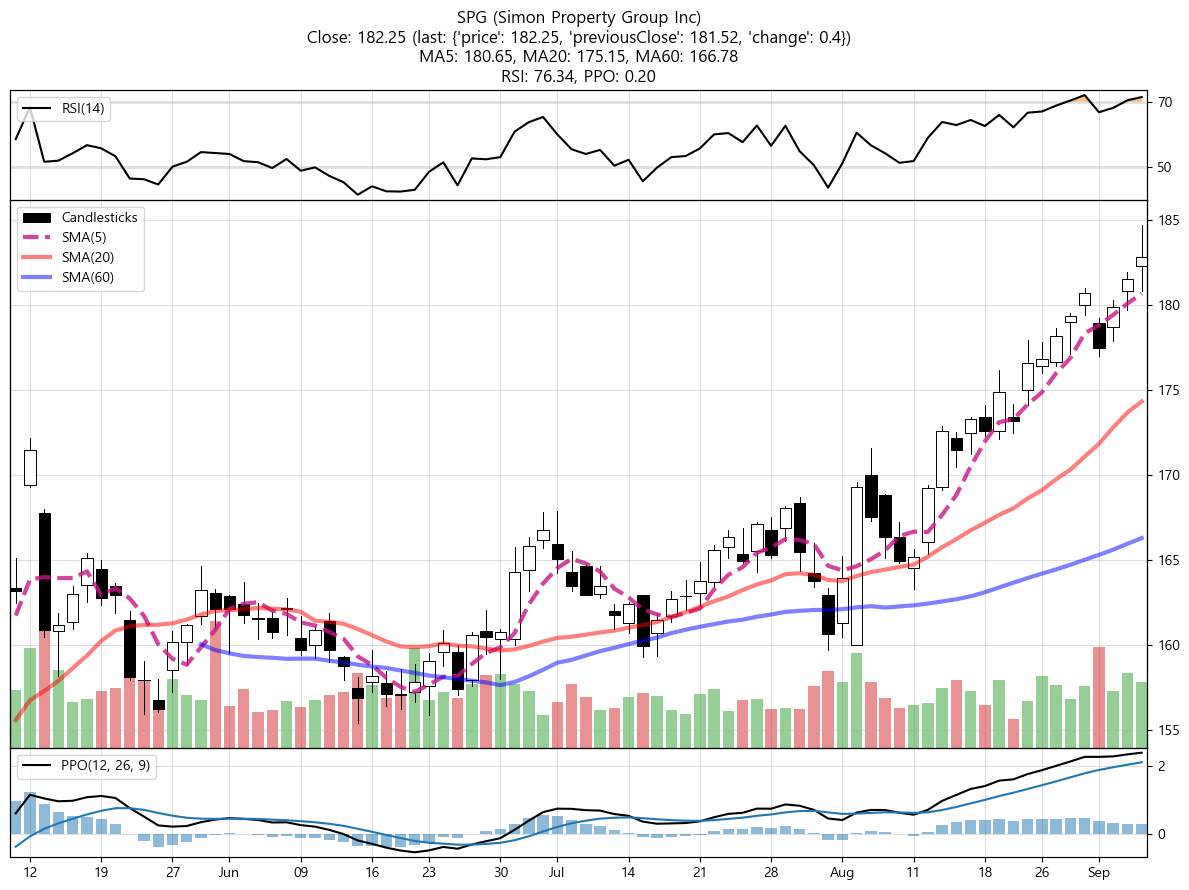 SPG (Simon Property Group Inc)
Close: 182.25 (last: {'price': 182.25, 'previousClose': 181.52, 'change': 0.4})
MA5: 180.65, MA20: 175.15, MA60: 166.78
RSI: 76.34, PPO: 0.20
RSI(14)
70
50
Candlesticks
SMA(5)
SMA(20)
SMA(60)
185
180
175
170
165
160
155
PPO(12, 26, 9)
2
0
12 19 27 Jun 09 16 23 30 Jul 14 21 28 Aug 11 18 26 Sep